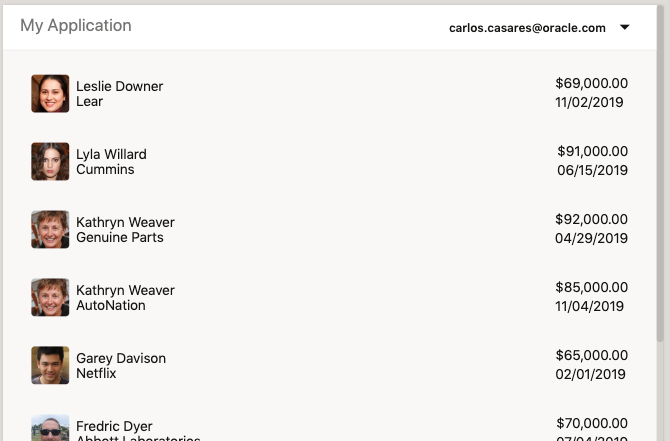 My Application
carlos.casares@oracle.com
Leslie Downer
Lear
$69,000.00
11/02/2019
Lyla Willard
Cummins
$91,000.00
06/15/2019
Kathryn Weaver
Genuine Parts
$92,000.00
04/29/2019
Kathryn Weaver
AutoNation
$85,000.00
11/04/2019
Garey Davison
Netflix
$65,000.00
02/01/2019
Fredric Dyer
Abbott Laboratories
$70,000.00
07/04/2019